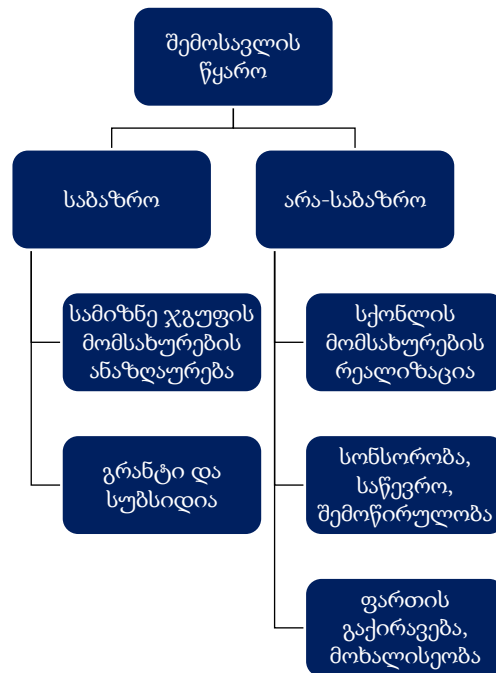 შემოსავლის
წყარო
საბაზრო
არა-საბაზრო
სამიზნე ჯგუფის
მომსახურების
ანაზღაურება
სქონლის
მომსახურების
რეალიზაცია
გრანტი და
სუბსიდია
სონსორობა,
საწევრო,
შემოწირულობა
ფართის
გაქირავება,
მოხალისეობა